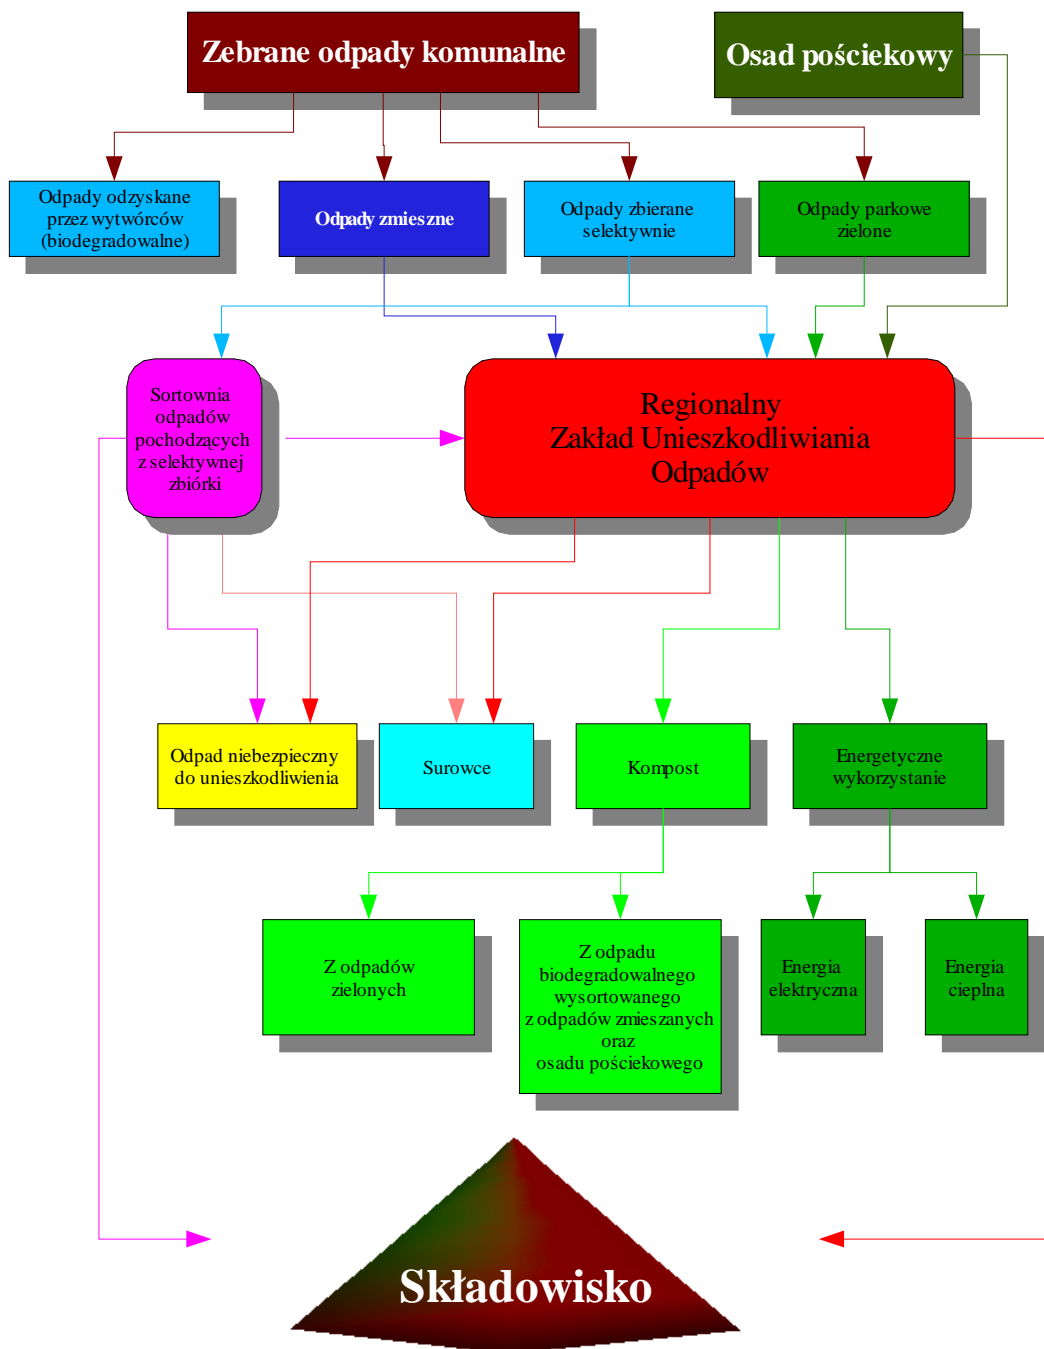 Zebrane odpady komunalne
Osad pościekowy
Odpady odzyskane
przez wytwórców
(biodegradowalne)
Odpady zmieszne
Odpady zbierane
selektywnie
Odpady parkowe
zielone
Sortownia
odpadów
pochodzących
z selektywnej
zbiórki
Regionalny
Zakład Unieszkodliwiania
Odpadów
Odpad niebezpieczny
do unieszkodliwienia
Surowce
Kompost
Energetyczne
wykorzystanie
Z odpadów
zielonych
Z odpadu
biodegradowalnego
wysortowanego
z odpadów zmieszanych
oraz
osadu pościekowego
Energia
elektryczna
Energia
cieplna
Składowisko